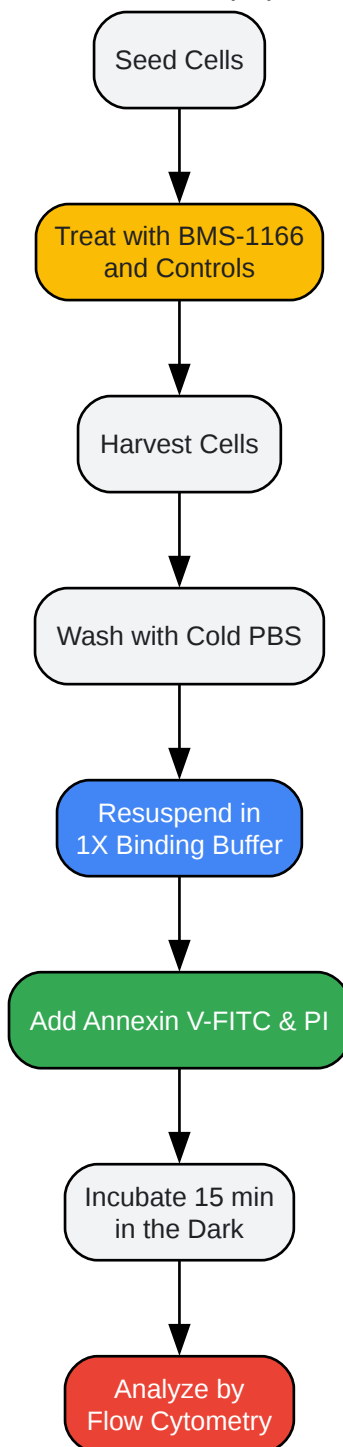 Seed Cells
Treat with BMS-1166
and Controls
Harvest Cells
Wash with Cold PBS
Resuspend in
1X Binding Buffer
Add Annexin V-FITC & PI
Incubate 15 min
in the Dark
Analyze by
Flow Cytometry